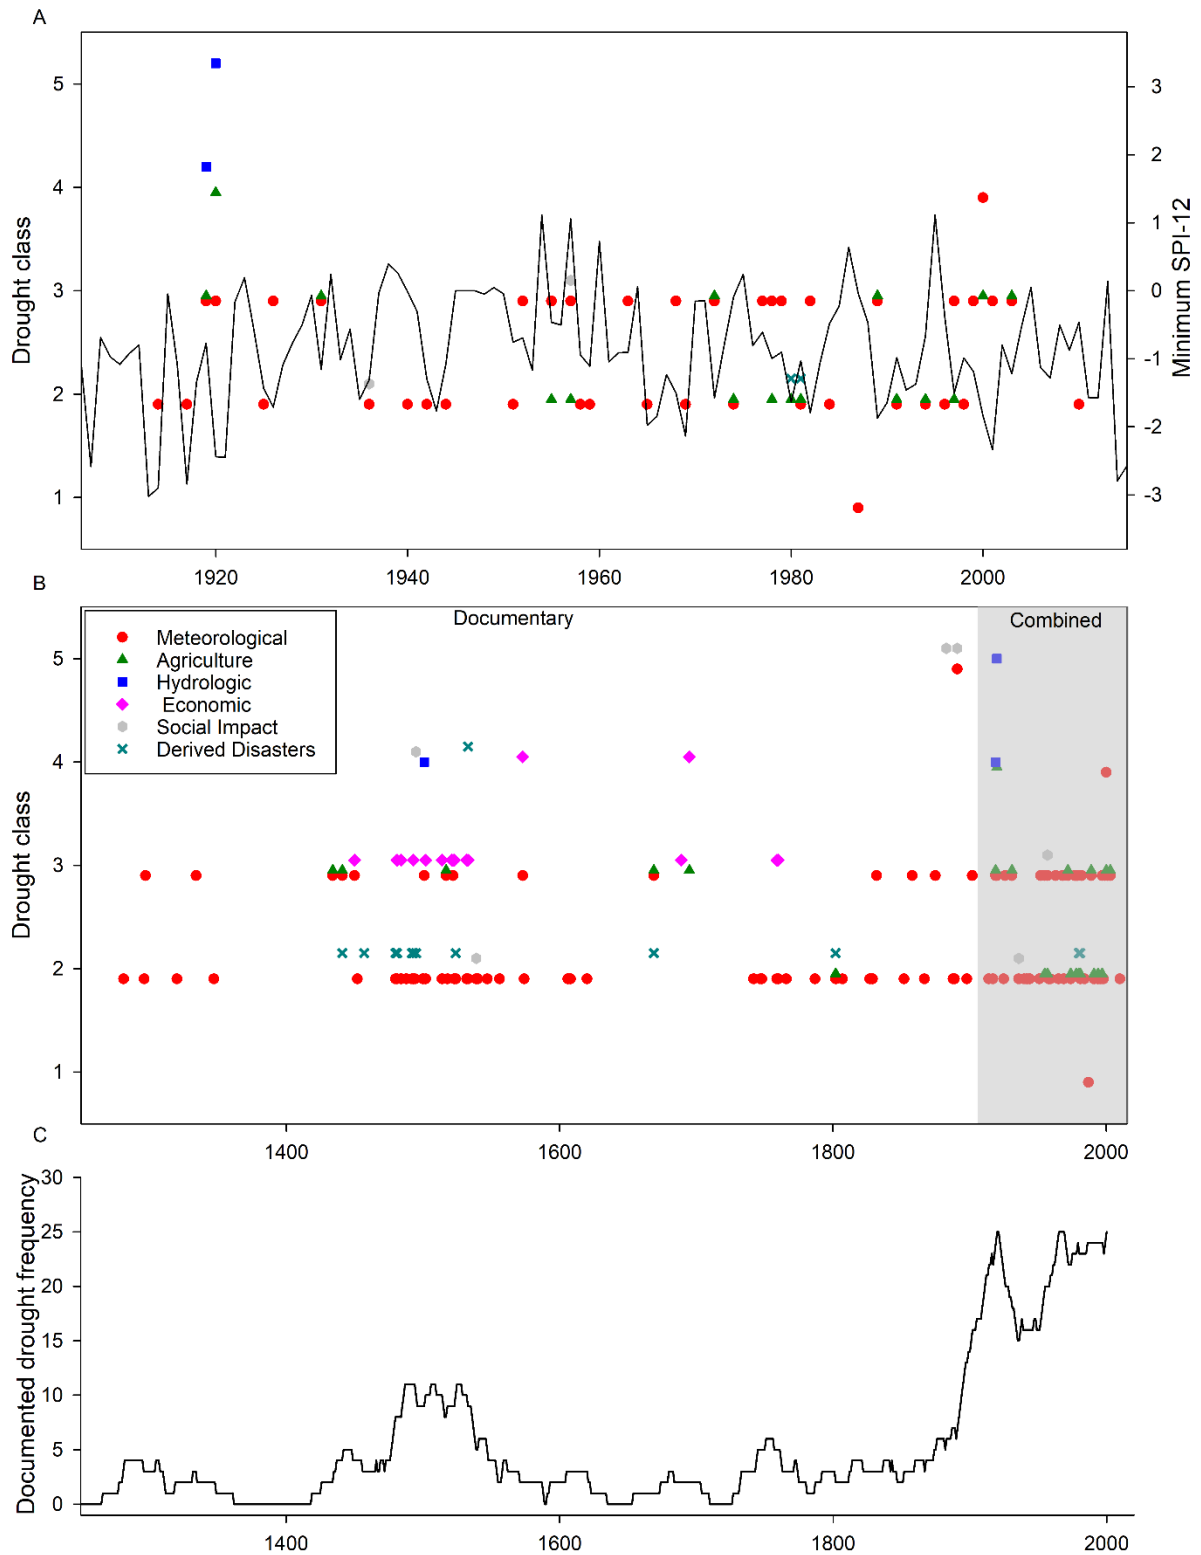 A
5
4
3
2
1
Drought class
3
2
1
0
-1
-2
-3
Minimum SPI-12
1920
1940
1960
1980
2000
B
Documentary
Combined
Meteorological
Agriculture
Hydrologic
Economic
Social Impact
Derived Disasters
5
4
3
2
1
Drought class
1400
1600
1800
2000
C
30
25
20
15
10
5
0
Documented drought frequency
1400
1600
1800
2000